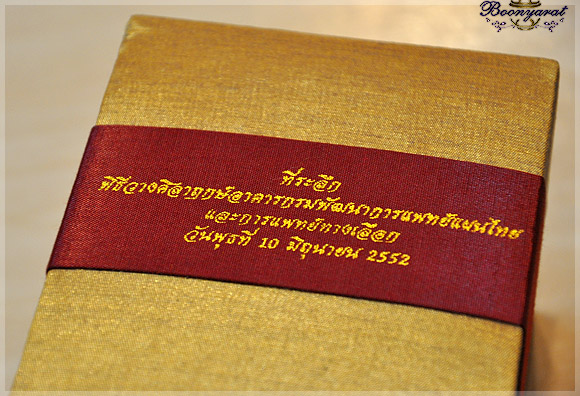 Boonyarat
ที่ระลึก
พิธีวางศิลาฤกษ์อาคารกรมพัฒนาการแพทย์แผนไทย
และการแพทย์ทางเลือก
วันพุธที่ 10 มิถุนายน 2552